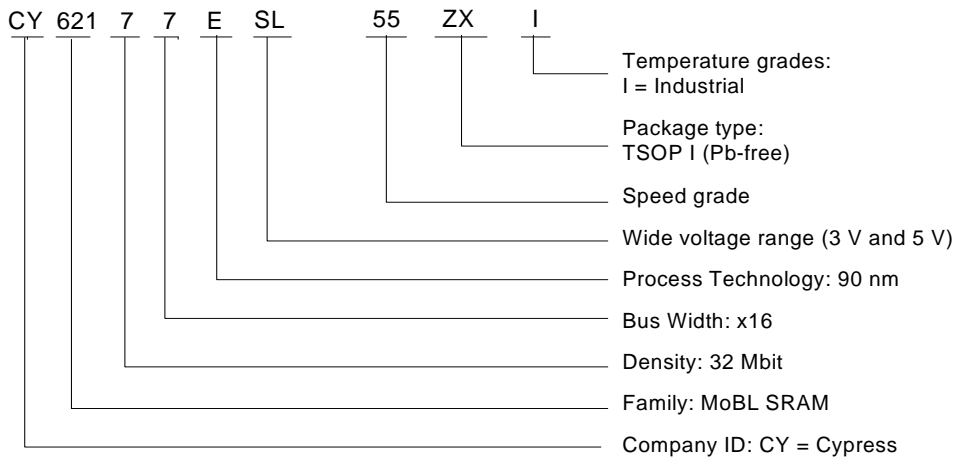 CY 621 7 7 E SL 55 ZX I
Temperature grades:
I = Industrial
Package type:
TSOP I (Pb-free)
Speed grade
Wide voltage range (3 V and 5 V)
Process Technology: 90 nm
Bus Width: x16
Density: 32 Mbit
Family: MoBL SRAM
Company ID: CY = Cypress